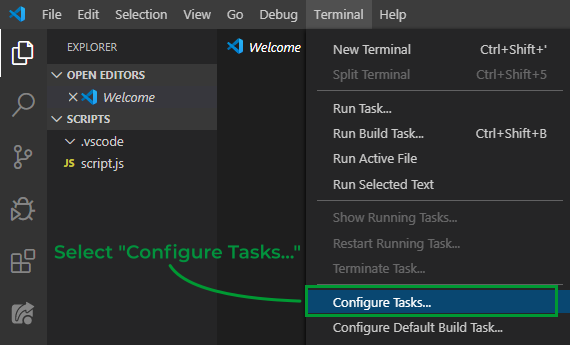 File Edit Selection View Go Debug Terminal Help
EXPLORER
OPEN EDITORS
Welcome
SCRIPTS
.vscode
JS script.js
Welcome
New Terminal Ctrl+Shift+'
Split Terminal Ctrl+Shift+5
Run Task...
Run Build Task... Ctrl+Shift+B
Run Active File
Run Selected Text
Show Running Tasks...
Restart Running Task...
Terminate Task...
Configure Tasks...
Configure Default Build Task...
Select "Configure Tasks..."